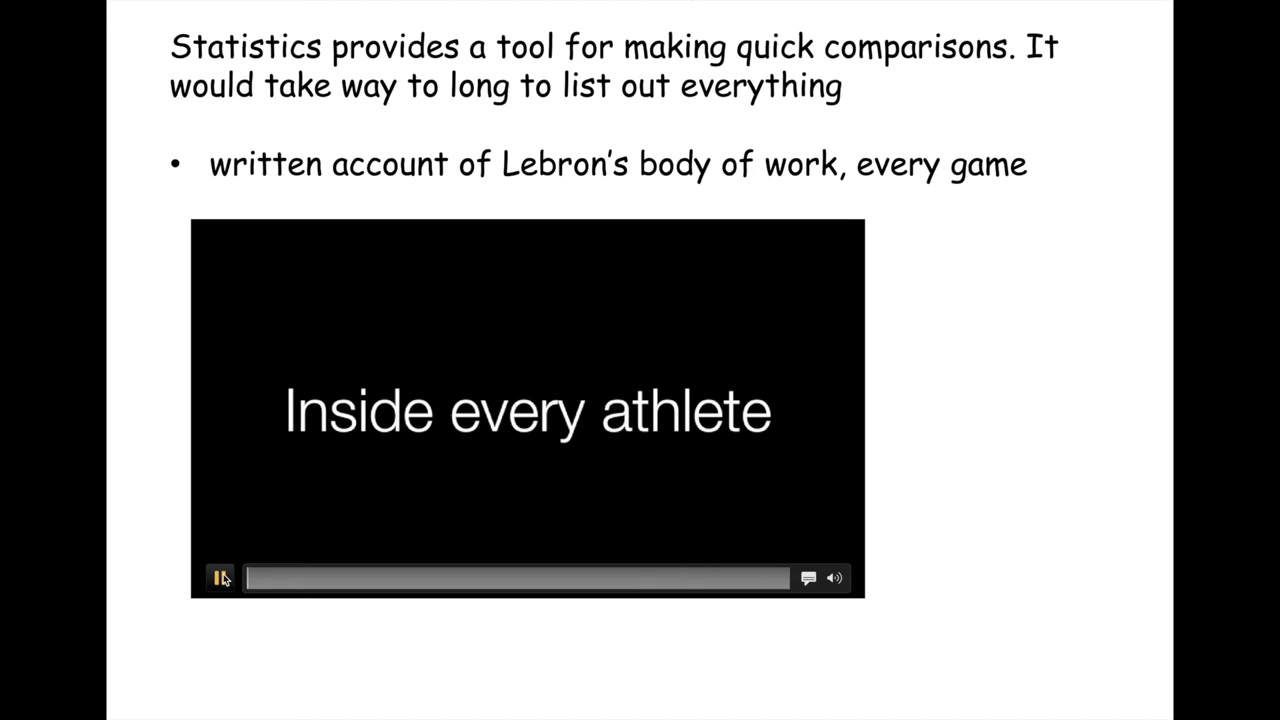 Statistics provides a tool for making quick comparisons. It
would take way to long to list out everything
• written account of Lebron's body of work, every game
Inside every athlete